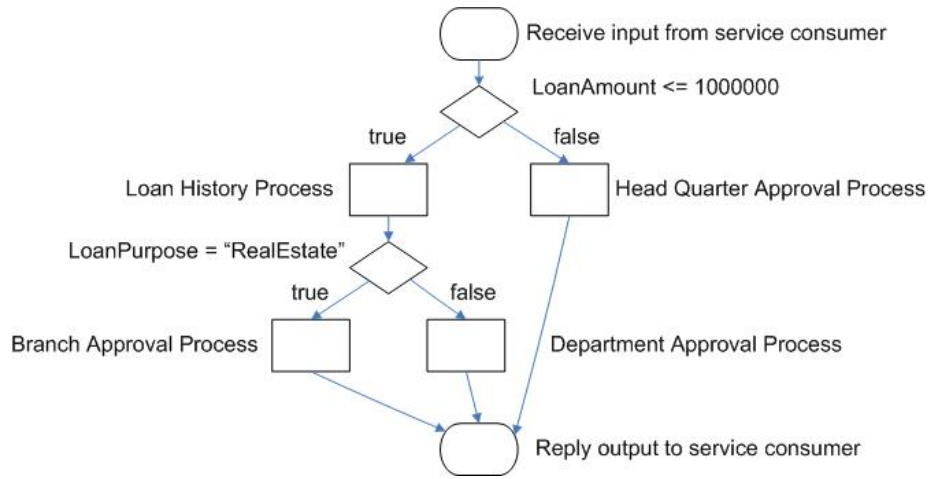 Receive input from service consumer
LoanAmount <= 1000000
true
false
Loan History Process
Head Quarter Approval Process
LoanPurpose = “RealEstate”
true
false
Branch Approval Process
Department Approval Process
Reply output to service consumer